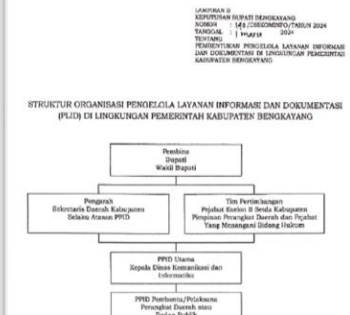 LAMPIRAN II
KEPUTUSAN BUPATI BENGKAYANG
NOMOR : /DISKOMINFO/TAHUN 2024
TANGGAL : 1 Maret 2024
TENTANG
PEMBENTUKAN PENGELOLA LAYANAN INFORMASI
DAN DOKUMENTASI DI LINGKUNGAN PEMERINTAH
KABUPATEN BENGKAYANG
STRUKTUR ORGANISASI PENGELOLA LAYANAN INFORMASI DAN DOKUMENTASI
(PLID) DI LINGKUNGAN PEMERINTAH KABUPATEN BENGKAYANG
Pembina
Bupati
Wakil Bupati
Pengarah
Sekretaris Daerah Kabupaten
Selaku Atasan PPID
Tim Pertimbangan
Pejabat Eselon II Setda Kabupaten
Pimpinan Perangkat Daerah dan Pejabat
Yang Menangani Bidang Hukum
PPID Utama
Kepala Dinas Komunikasi dan
Informatika
PPID Pembantu/Pelaksana
Perangkat Daerah atau
Badan Publik